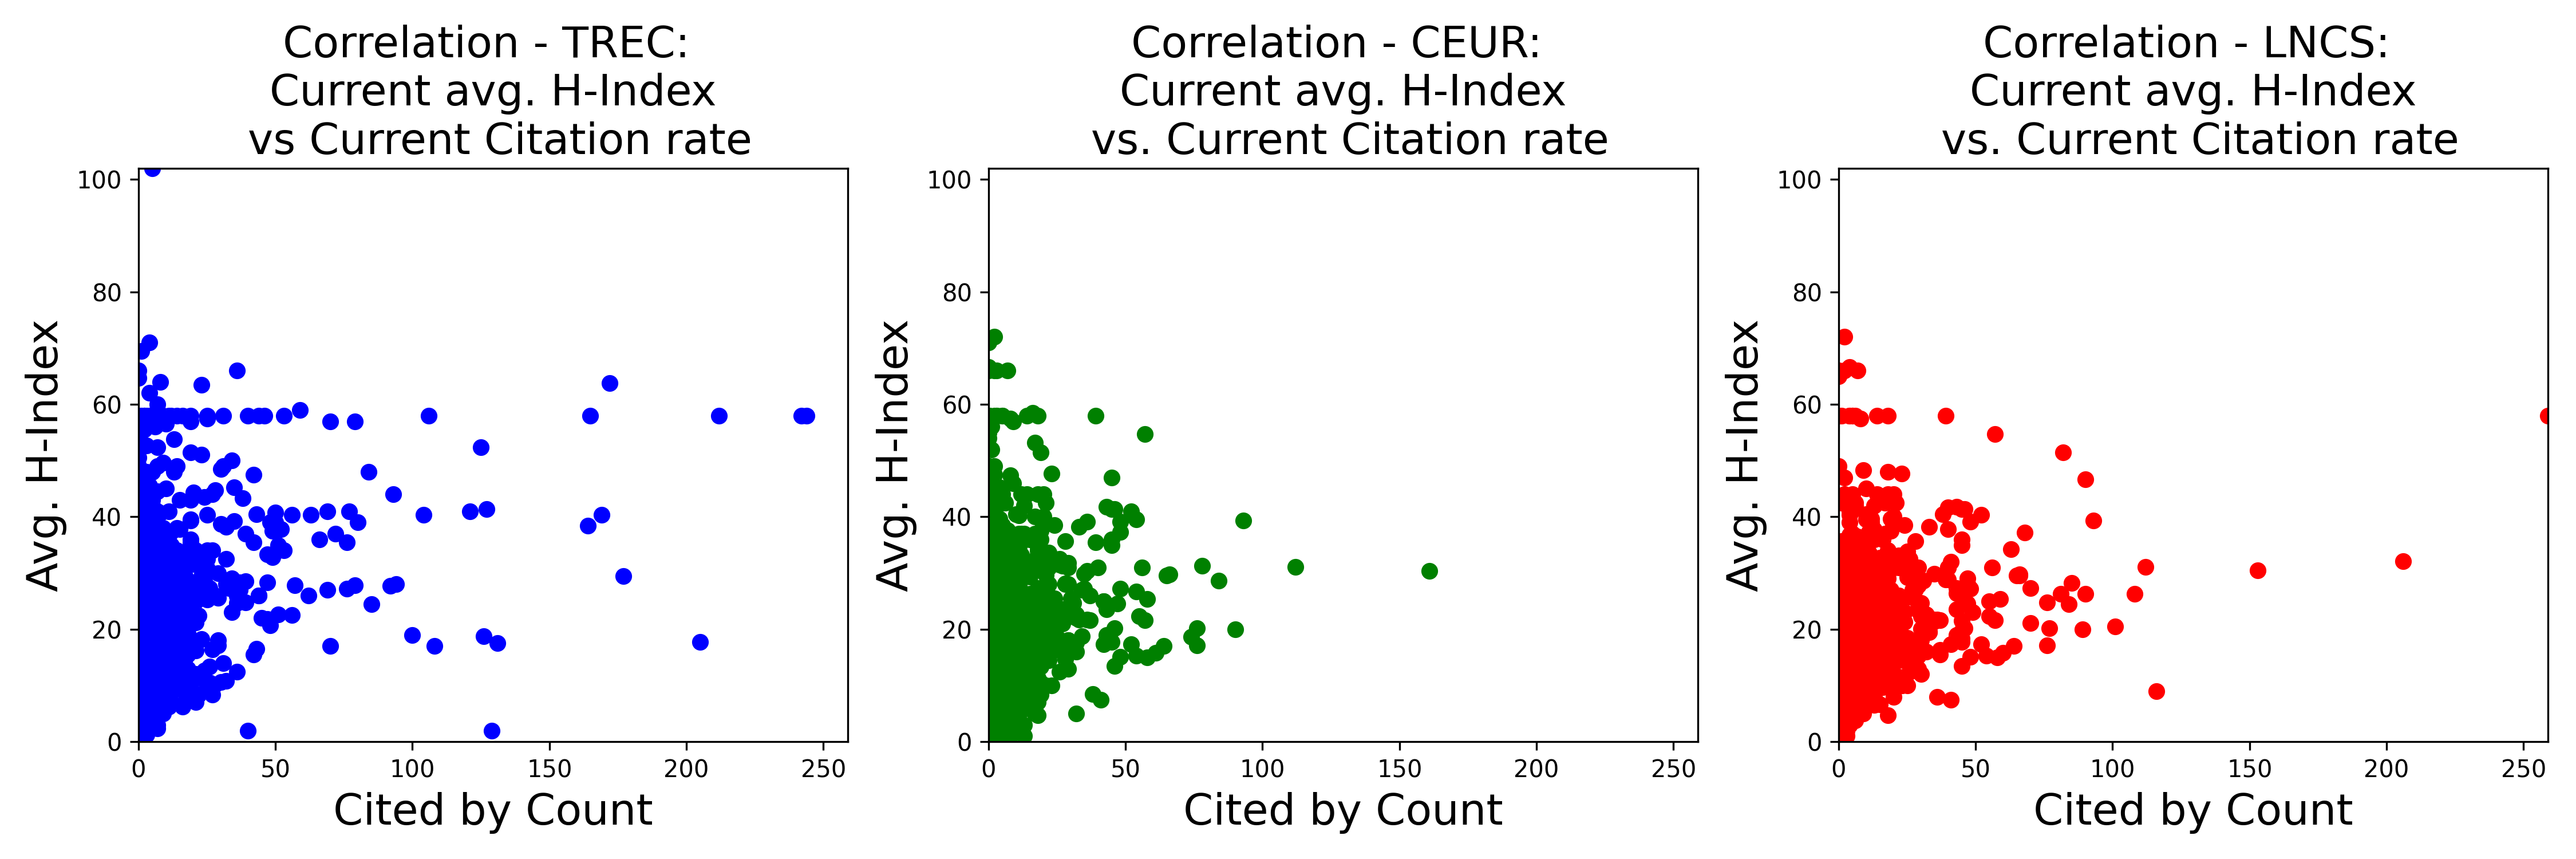 Correlation - TREC:
Current avg. H-Index
vs Current Citation rate
100
80
60
40
20
0
Avg. H-Index
0 50 100 150 200 250
Cited by Count
Correlation - CEUR:
Current avg. H-Index
vs. Current Citation rate
100
80
60
40
20
0
Avg. H-Index
0 50 100 150 200 250
Cited by Count
Correlation - LNCS:
Current avg. H-Index
vs. Current Citation rate
100
80
60
40
20
0
Avg. H-Index
0 50 100 150 200 250
Cited by Count